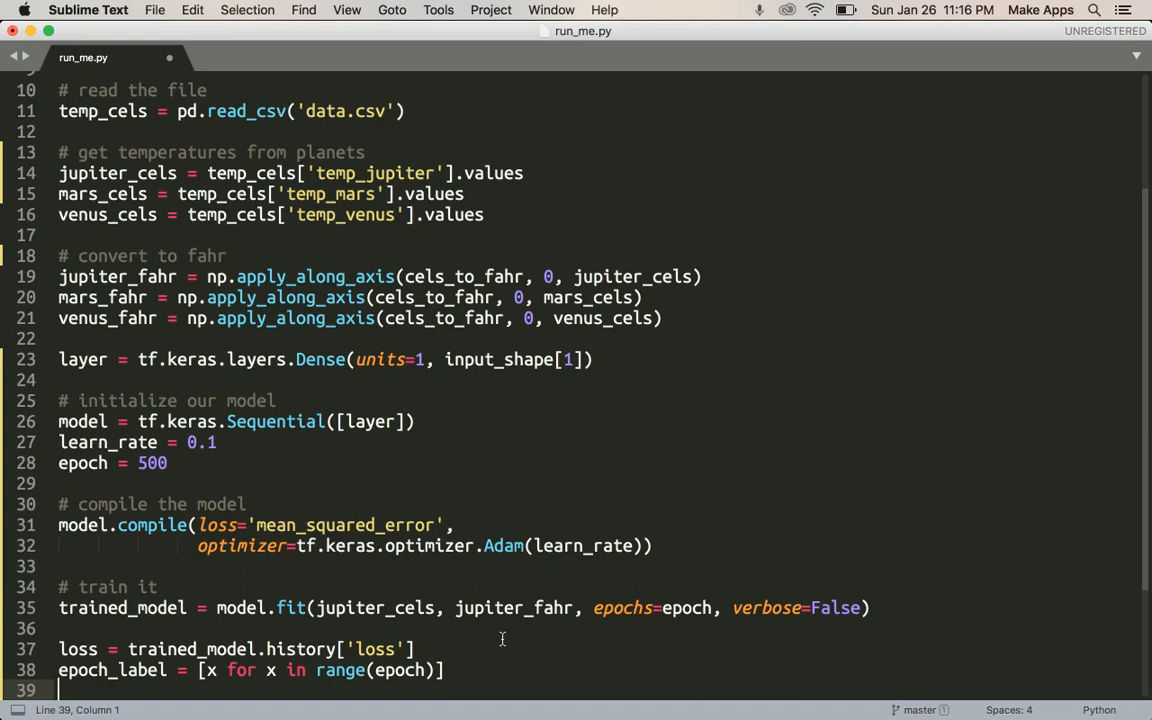 Sublime Text File Edit Selection Find View Goto Tools Project Window Help Sun Jan 26 11:16 PM Make Apps
run_me.py UNREGISTERED
run_me.py
10 # read the file
11 temp_cels = pd.read_csv('data.csv')
12
13 # get temperatures from planets
14 jupiter_cels = temp_cels['temp_jupiter'].values
15 mars_cels = temp_cels['temp_mars'].values
16 venus_cels = temp_cels['temp_venus'].values
17
18 # convert to fahr
19 jupiter_fahr = np.apply_along_axis(cels_to_fahr, 0, jupiter_cels)
20 mars_fahr = np.apply_along_axis(cels_to_fahr, 0, mars_cels)
21 venus_fahr = np.apply_along_axis(cels_to_fahr, 0, venus_cels)
22
23 layer = tf.keras.layers.Dense(units=1, input_shape[1])
24
25 # initialize our model
26 model = tf.keras.Sequential([layer])
27 learn_rate = 0.1
28 epoch = 500
29
30 # compile the model
31 model.compile(loss='mean_squared_error',
32 optimizer=tf.keras.optimizer.Adam(learn_rate))
33
34 # train it
35 trained_model = model.fit(jupiter_cels, jupiter_fahr, epochs=epoch, verbose=False)
36
37 loss = trained_model.history['loss']
38 epoch_label = [x for x in range(epoch)]
39
Line 39, Column 1 master 1 Spaces: 4 Python